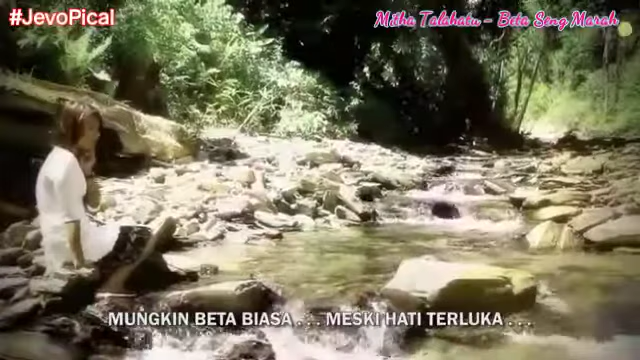 #JevoPical
Mitha Talahatu - Beta Seng Marah
MUNGKIN BETA BIASA . . . MESKI HATI TERLUKA . . .